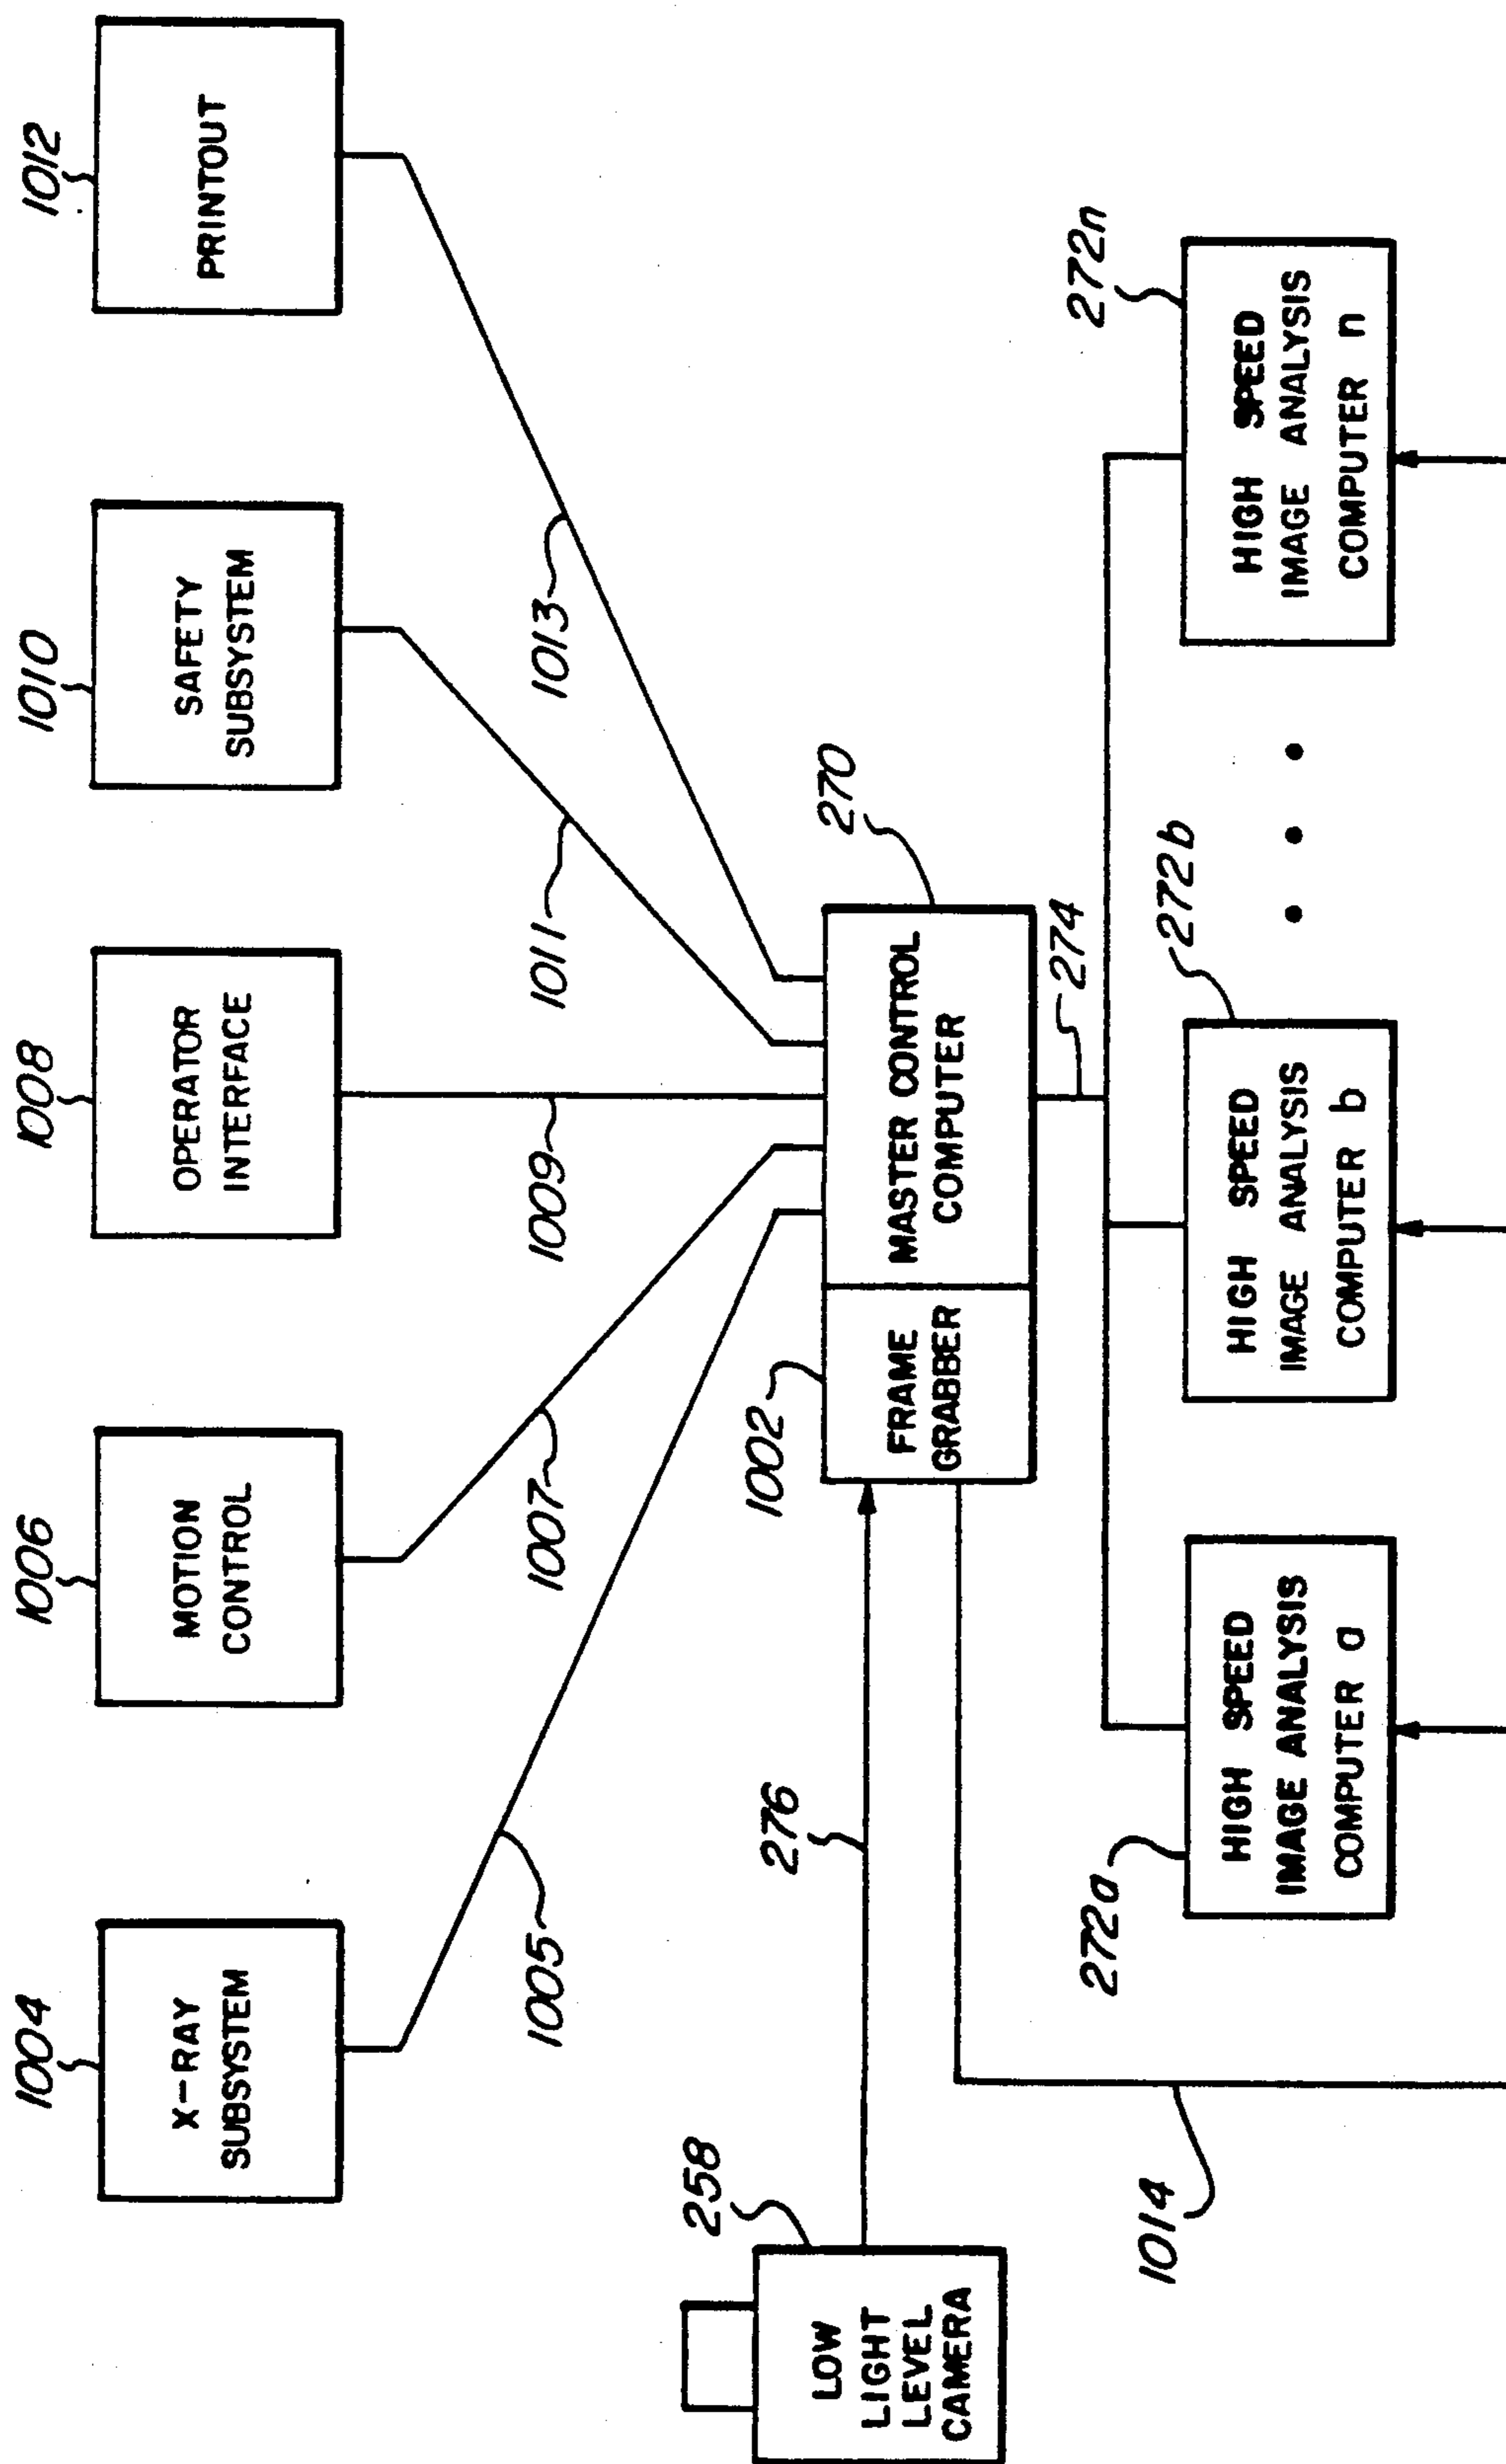 1004
X-RAY
SUBSYSTEM
1006
MOTION
CONTROL
1008
OPERATOR
INTERFACE
1010
SAFETY
SUBSYSTEM
1012
PRINTOUT
1005
1007
1009
1011
1013
258
LOW
LIGHT
LEVEL
CAMERA
276
1002
FRAME
GRABBER
MASTER CONTROL
COMPUTER
270
274
1014
272a
HIGH SPEED
IMAGE ANALYSIS
COMPUTER a
272b
HIGH SPEED
IMAGE ANALYSIS
COMPUTER b
• • •
272n
HIGH SPEED
IMAGE ANALYSIS
COMPUTER n